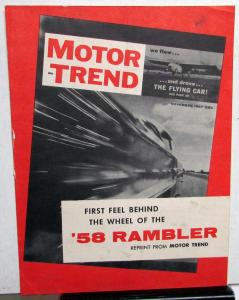 MOTOR
TREND
we flew...
...and drove...
THE FLYING CAR!
FIRST FEEL BEHIND
THE WHEEL OF THE
'58 RAMBLER
REPRINT FROM MOTOR TREND